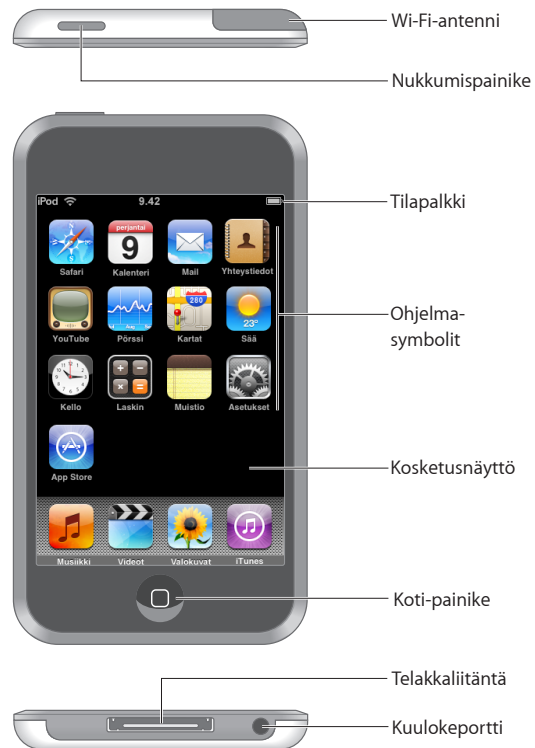 Wi-Fi-antenni
Nukkumispainike
iPod 9.42
Tilapalkki
perjantai
9
Safari Kalenteri Mail Yhteystiedot
280
23°
YouTube Pörssi Kartat Sää
Ohjelma-
symbolit
Kello Laskin Muistio Asetukset
App Store
Kosketusnäyttö
Musiikki Videot Valokuvat iTunes
Koti-painike
Telakkaliitäntä
Kuulokeportti